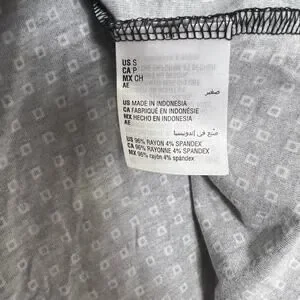 US S
CA P
MX CH
AE
صغير
US MADE IN INDONESIA
CA FABRIQUÉ EN INDONÉSIE
MX HECHO EN INDONESIA
AE
صنع في إندونيسيا
US 96% RAYON 4% SPANDEX
CA 96% RAYONNE 4% SPANDEX
MX 96% rayón 4% spandex